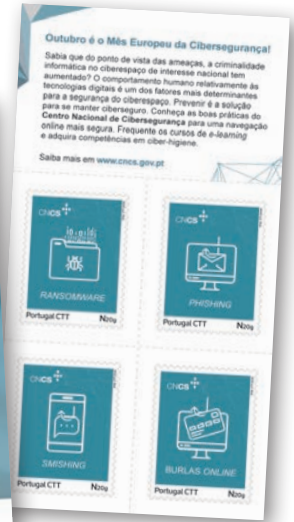 Outubro é o Mês Europeu da Cibersegurança!
Sabia que do ponto de vista das ameaças, a criminalidade
informática no ciberespaço de interesse nacional tem
aumentado? O comportamento humano relativamente às
tecnologias digitais é um dos fatores mais determinantes
para a segurança do ciberespaço. Prevenir é a solução
para se manter ciberseguro. Conheça as boas práticas do
Centro Nacional de Cibersegurança para uma navegação
online mais segura. Frequente os cursos de e-learning
e adquira competências em ciber-higiene.
Saiba mais em www.cncs.gov.pt
CNCS
RANSOMWARE
Portugal CTT N20g
CNCS
PHISHING
Portugal CTT N20g
CNCS
SMISHING
Portugal CTT N20g
CNCS
BURLAS ONLINE
Portugal CTT N20g